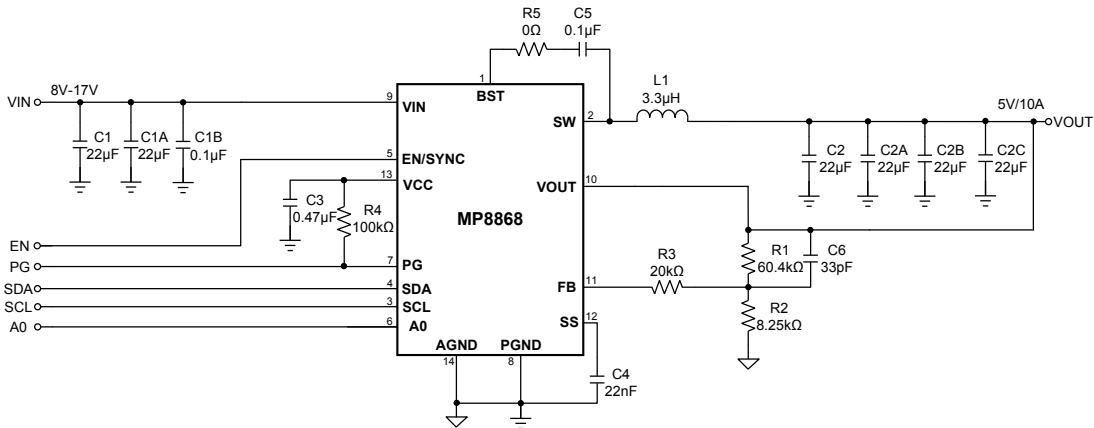 R5
0Ω
C5
0.1μF
1
BST
8V-17V
VIN
9
VIN
L1
3.3μH
5V/10A
SW
2
VOUT
C1
22μF
C1A
22μF
C1B
0.1μF
5
EN/SYNC
13
VCC
C2
22μF
C2A
22μF
C2B
22μF
C2C
22μF
VOUT
10
C3
0.47μF
R4
100kΩ
MP8868
EN
PG
7
PG
R3
20kΩ
R1
60.4kΩ
C6
33pF
SDA
4
SDA
FB
11
SCL
3
SCL
R2
8.25kΩ
A0
6
A0
SS
12
AGND
PGND
14
8
C4
22nF